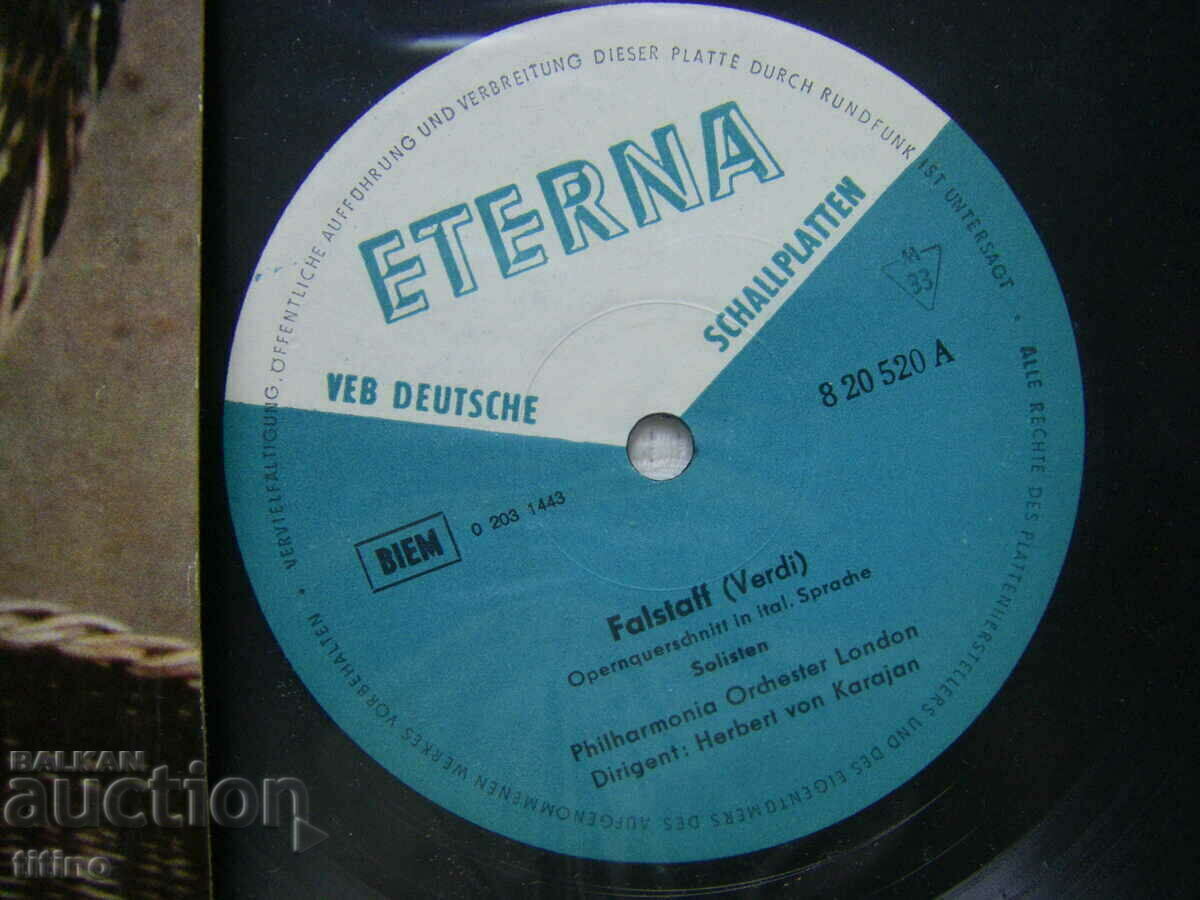 ALLE RECHTE DES PLATTENHERSTELLERS UND DES EIGENTÜMERS DES AUFGENOMMENEN WERKES VORBEHALTEN • VERVIELFÄLTIGUNG, ÖFFENTLICHE AUFFÜHRUNG UND VERBREITUNG DIESER PLATTE DURCH RUNDFUNK IST UNTERSAGT •
ETERNA
VEB DEUTSCHE
SCHALLPLATTEN
M
33
8 20 520 A
BIEM
0 203 1443
Falstaff (Verdi)
Opernquerschnitt in ital. Sprache
Solisten
Philharmonia Orchester London
Dirigent: Herbert von Karajan
BALKAN
auction
titino